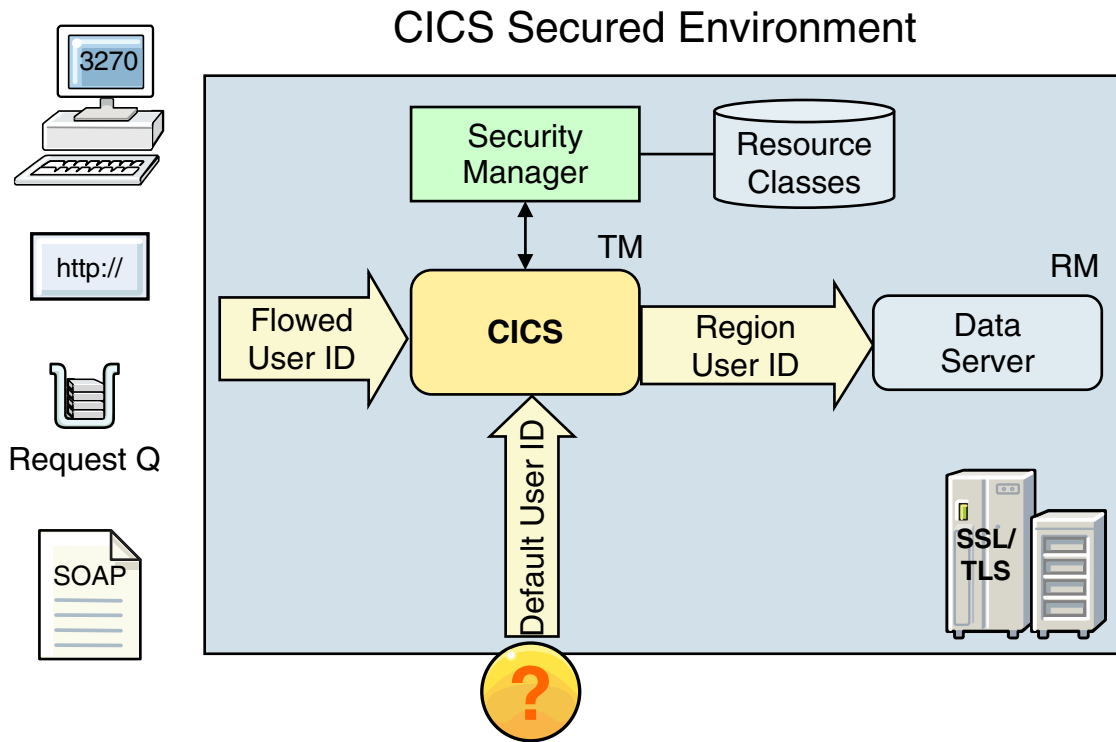 CICS Secured Environment
3270
http://
Request Q
SOAP
Security
Manager
Resource
Classes
TM
RM
Flowed
User ID
CICS
Region
User ID
Data
Server
Default User ID
SSL/
TLS
?